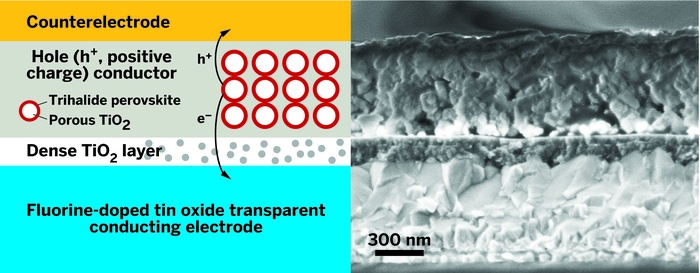 Counterelectrode
Hole (h⁺, positive
charge) conductor
h⁺
Trihalide perovskite
Porous TiO₂
e⁻
Dense TiO₂ layer
Fluorine-doped tin oxide transparent
conducting electrode
300 nm